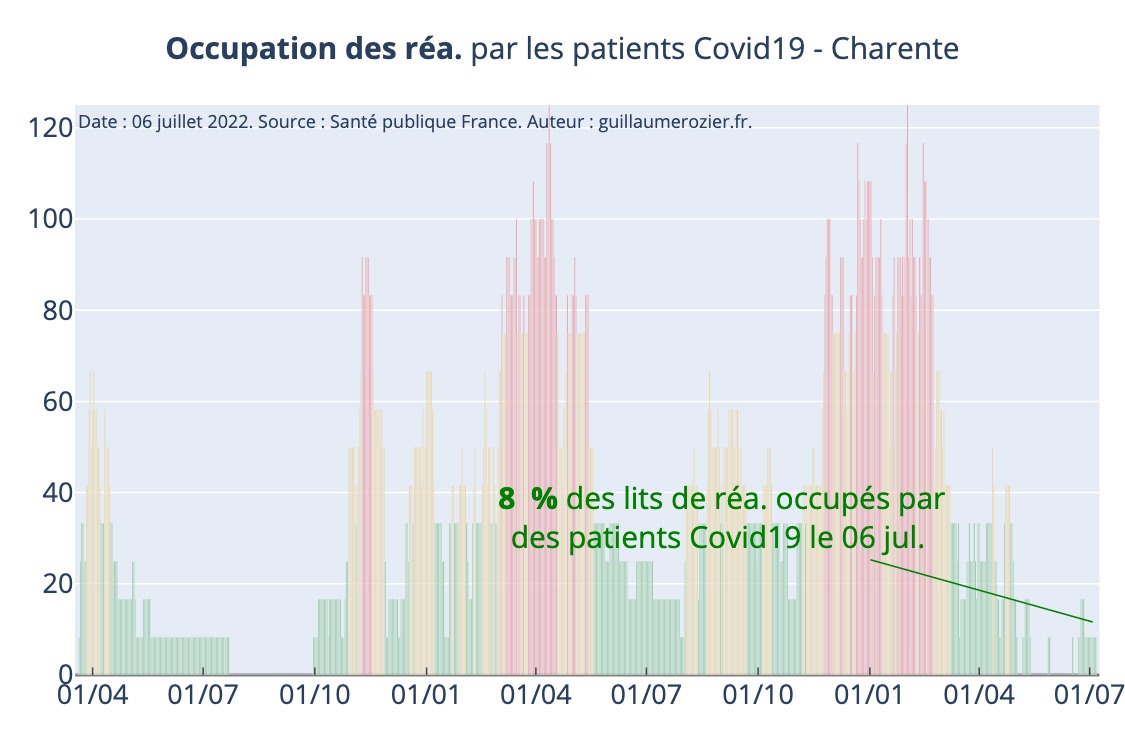 Occupation des réa. par les patients Covid19 - Charente
Date : 06 juillet 2022. Source : Santé publique France. Auteur : guillaumerozier.fr.
120
100
80
60
40
20
0
8 % des lits de réa. occupés par
des patients Covid19 le 06 jul.
01/04 01/07 01/10 01/01 01/04 01/07 01/10 01/01 01/04 01/07